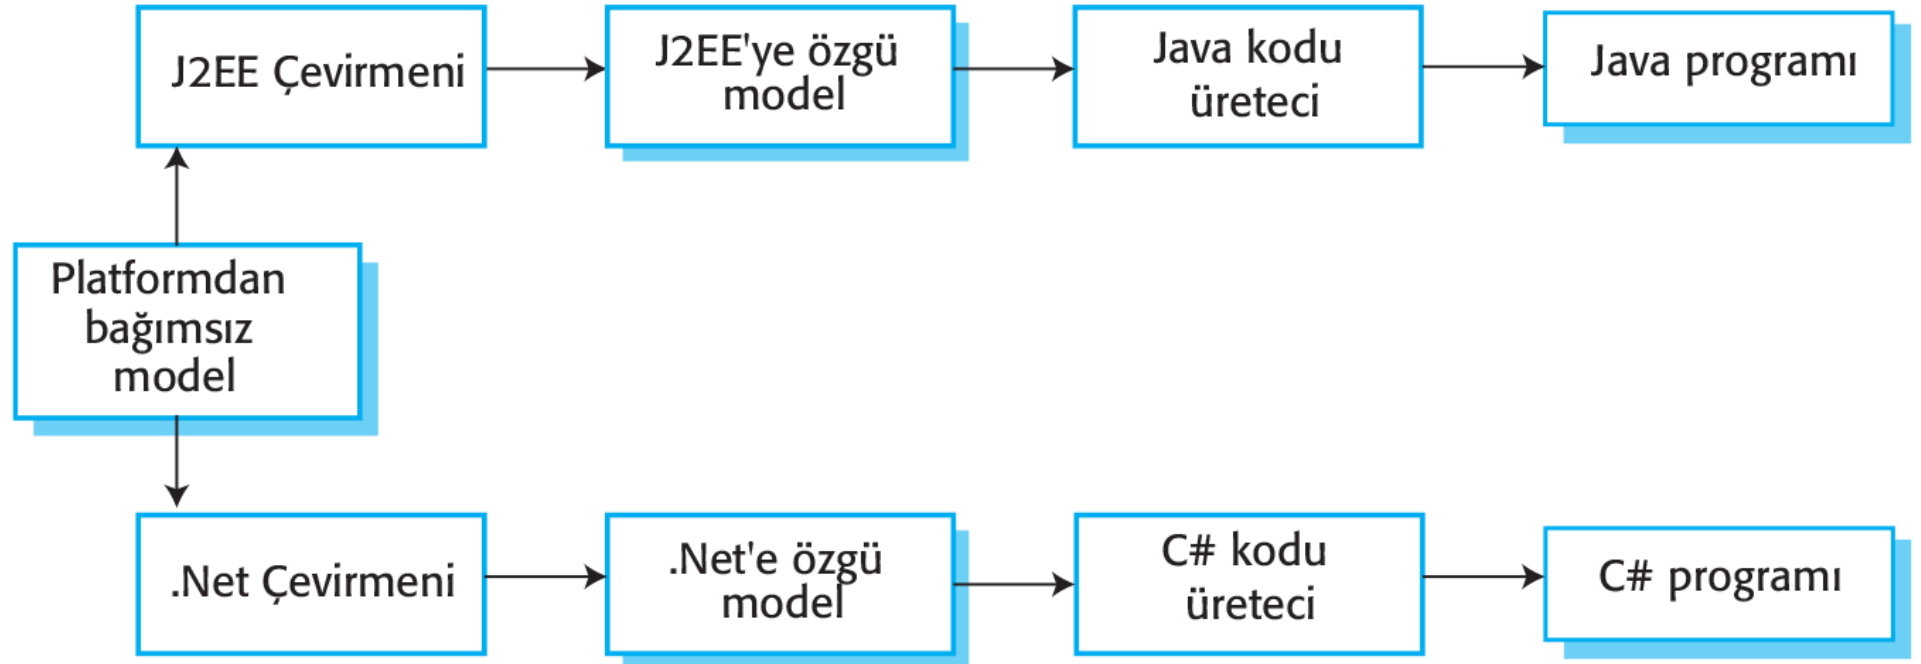 J2EE Çevirmeni
J2EE'ye özgü
model
Java kodu
üreteci
Java programı
Platformdan
bağımsız
model
.Net Çevirmeni
.Net'e özgü
model
C# kodu
üreteci
C# programı